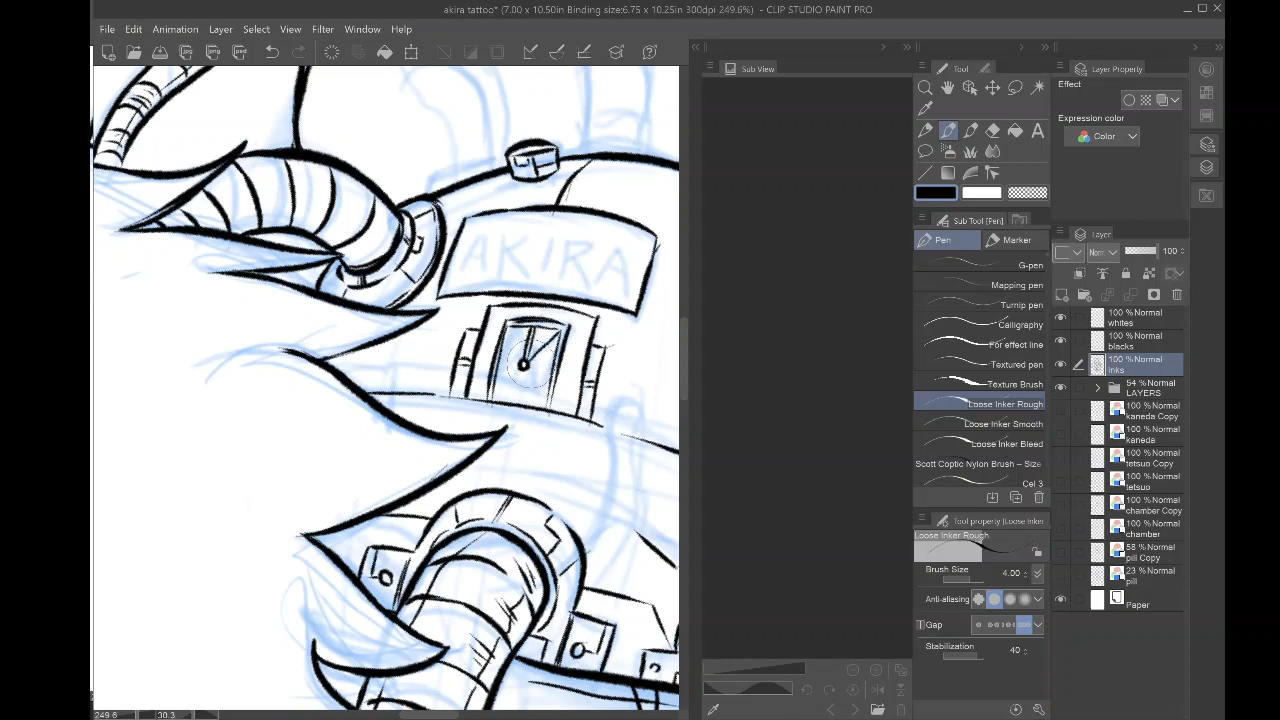 akira tattoo* (7.00 x 10.50in Binding size:6.75 x 10.25in 300dpi 249.6%) - CLIP STUDIO PAINT PRO
File Edit Animation Layer Select View Filter Window Help
Sub View
Tool
Layer Property
Effect
Expression color
Color
Sub Tool [Pen]
Pen
Marker
G-pen
Mapping pen
Turnip pen
Calligraphy
For effect line
Textured pen
Texture Brush
Loose Inker Rough
Loose Inker Smooth
Loose Inker Bleed
Scott Coptic Nylon Brush – Size
Cel 3
Tool property [Loose Inker
Loose Inker Rough
Brush Size
4.00
Anti-aliasing
Gap
Stabilization
40
Layer
Norm
100
100 %Normal
whites
100 %Normal
blacks
100 %Normal
inks
54 %Normal
LAYERS
100 %Normal
kaneda Copy
100 %Normal
kaneda
100 %Normal
tetsuo Copy
100 %Normal
tetsuo
100 %Normal
chamber Copy
100 %Normal
chamber
58 %Normal
pill Copy
23 %Normal
pill
Paper
AKIRA
249.6
30.3